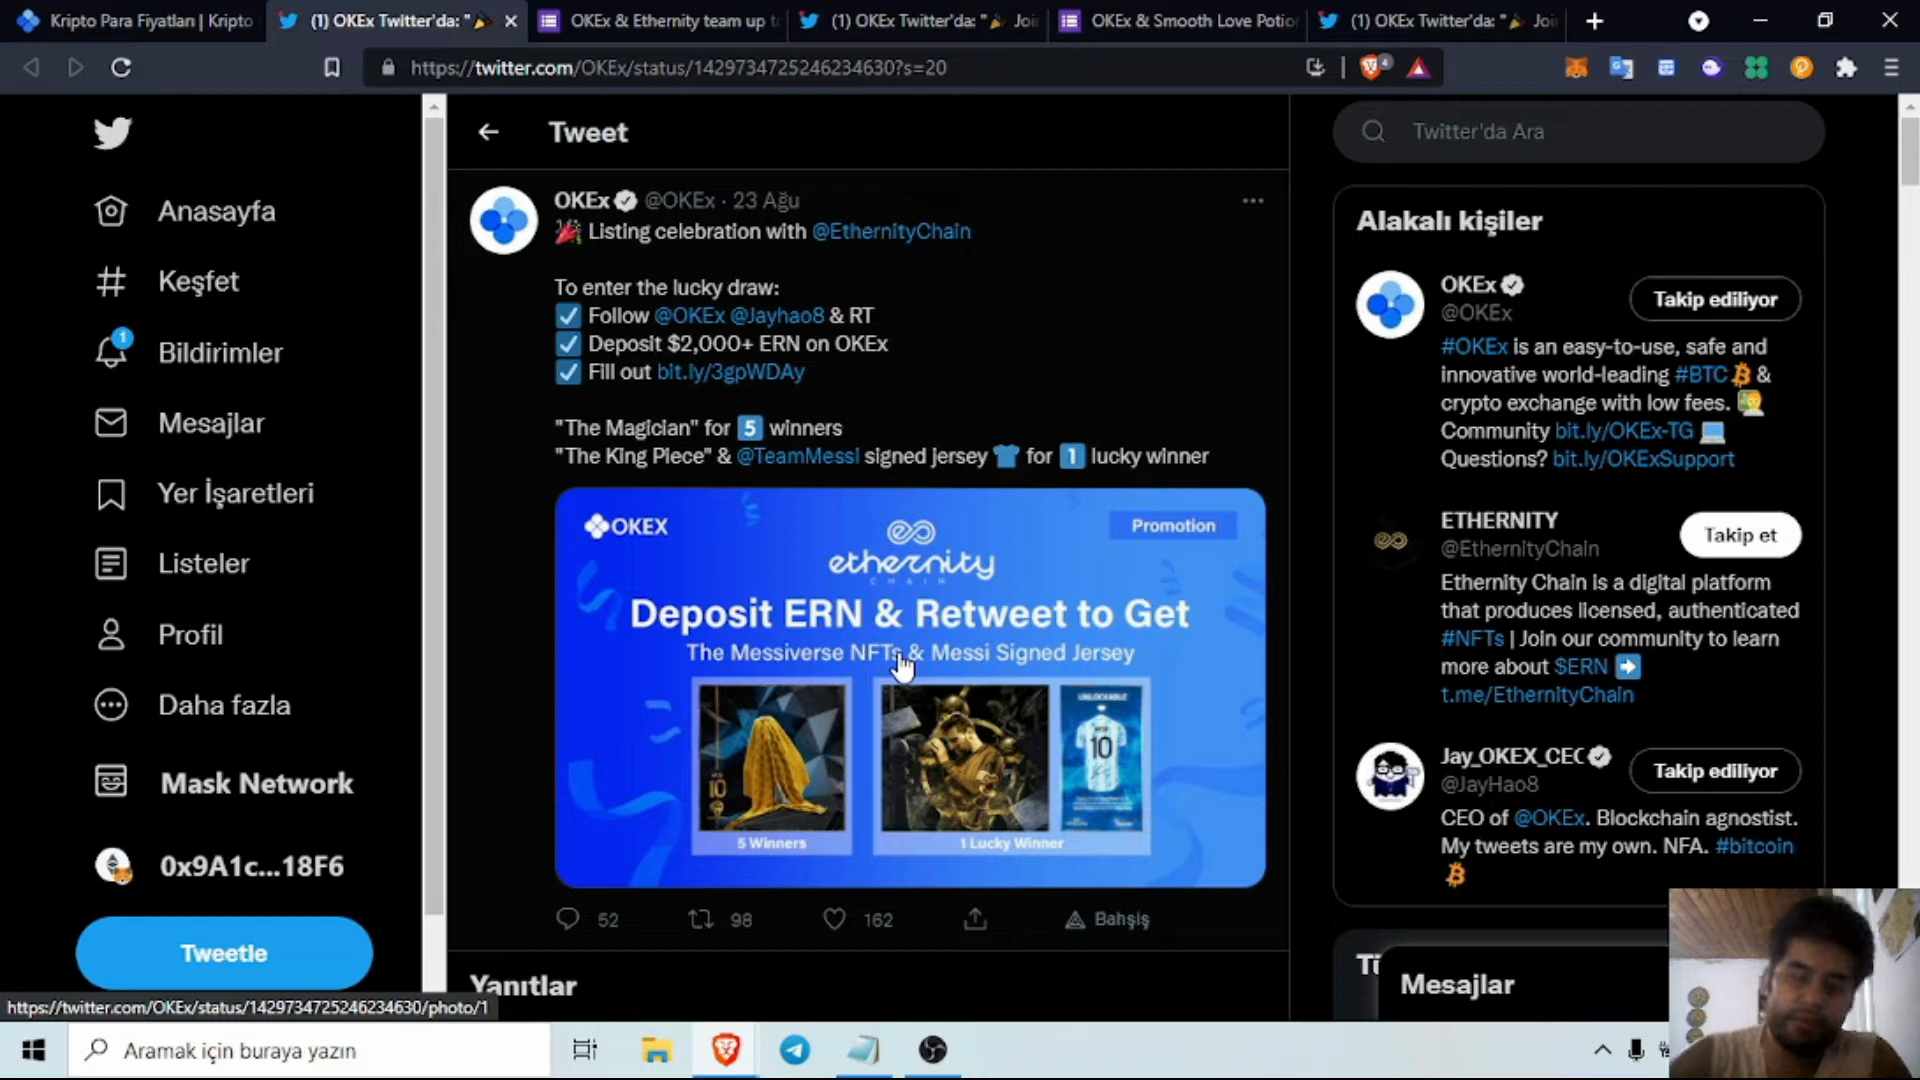 Kripto Para Fiyatları | Kripto
(1) OKEx Twitter'da: "🎉
OKEx & Ethernity team up t
(1) OKEx Twitter'da: "🎉 Joi
OKEx & Smooth Love Potion
(1) OKEx Twitter'da: "🎉 Joi
https://twitter.com/OKEx/status/1429734725246234630?s=20
4
Anasayfa
Keşfet
1
Bildirimler
Mesajlar
Yer İşaretleri
Listeler
Profil
Daha fazla
Mask Network
0x9A1c...18F6
Tweetle
Tweet
OKEx @OKEx · 23 Ağu
🎉 Listing celebration with @EthernityChain
To enter the lucky draw:
☑️ Follow @OKEx @Jayhao8 & RT
☑️ Deposit $2,000+ ERN on OKEx
☑️ Fill out bit.ly/3gpWDAy
"The Magician" for 5️⃣ winners
"The King Piece" & @TeamMessi signed jersey 👕 for 1️⃣ lucky winner
OKEX
Promotion
ethernity
CHAIN
Deposit ERN & Retweet to Get
The Messiverse NFTs & Messi Signed Jersey
10
UNLOCKABLE
10
5 Winners
1 Lucky Winner
52
98
162
Bahşiş
Yanıtlar
Twitter'da Ara
Alakalı kişiler
OKEx
@OKEx
Takip ediliyor
#OKEx is an easy-to-use, safe and
innovative world-leading #BTC &
crypto exchange with low fees.
Community bit.ly/OKEx-TG
Questions? bit.ly/OKExSupport
ETHERNITY
@EthernityChain
Takip et
Ethernity Chain is a digital platform
that produces licensed, authenticated
#NFTs | Join our community to learn
more about $ERN ➡️
t.me/EthernityChain
Jay_OKEX_CEO
@JayHao8
Takip ediliyor
CEO of @OKEx. Blockchain agnostist.
My tweets are my own. NFA. #bitcoin
Mesajlar
https://twitter.com/OKEx/status/1429734725246234630/photo/1
Aramak için buraya yazın